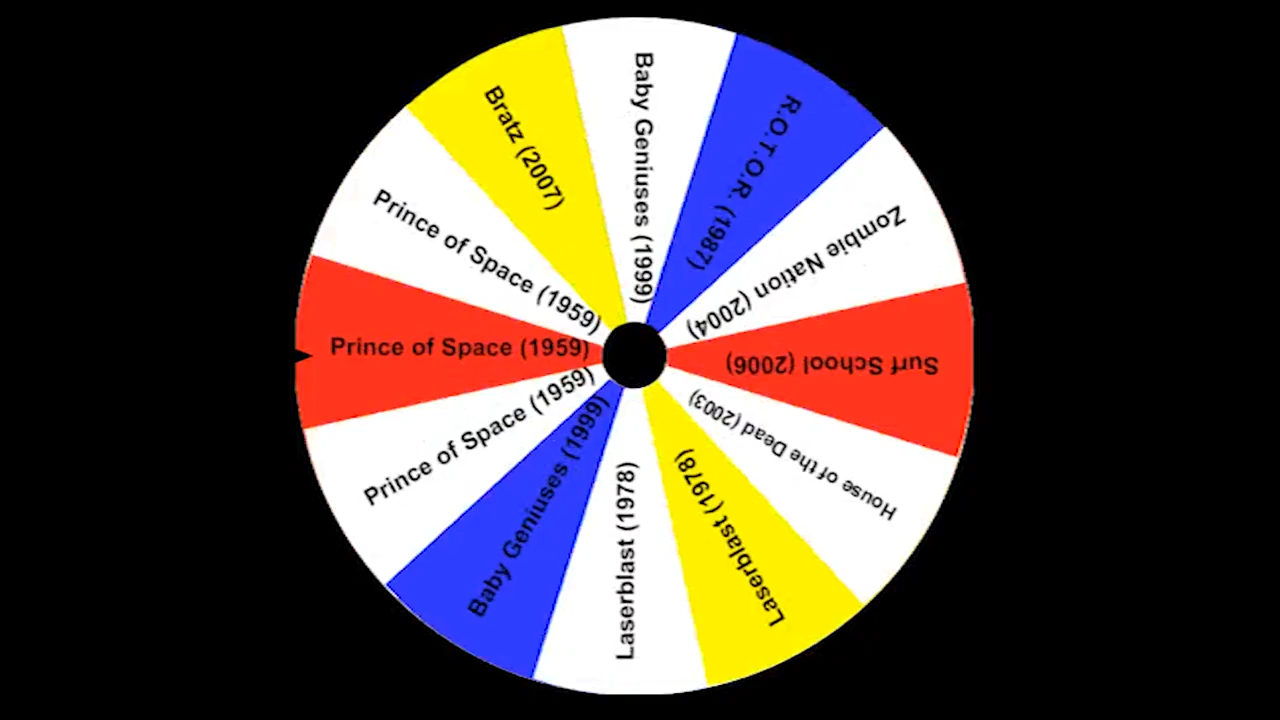 Baby Geniuses (1999)
R.O.T.O.R. (1987)
Zombie Nation (2004)
Surf School (2006)
House of the Dead (2003)
Laserblast (1978)
Laserblast (1978)
Baby Geniuses (1999)
Prince of Space (1959)
Prince of Space (1959)
Prince of Space (1959)
Bratz (2007)